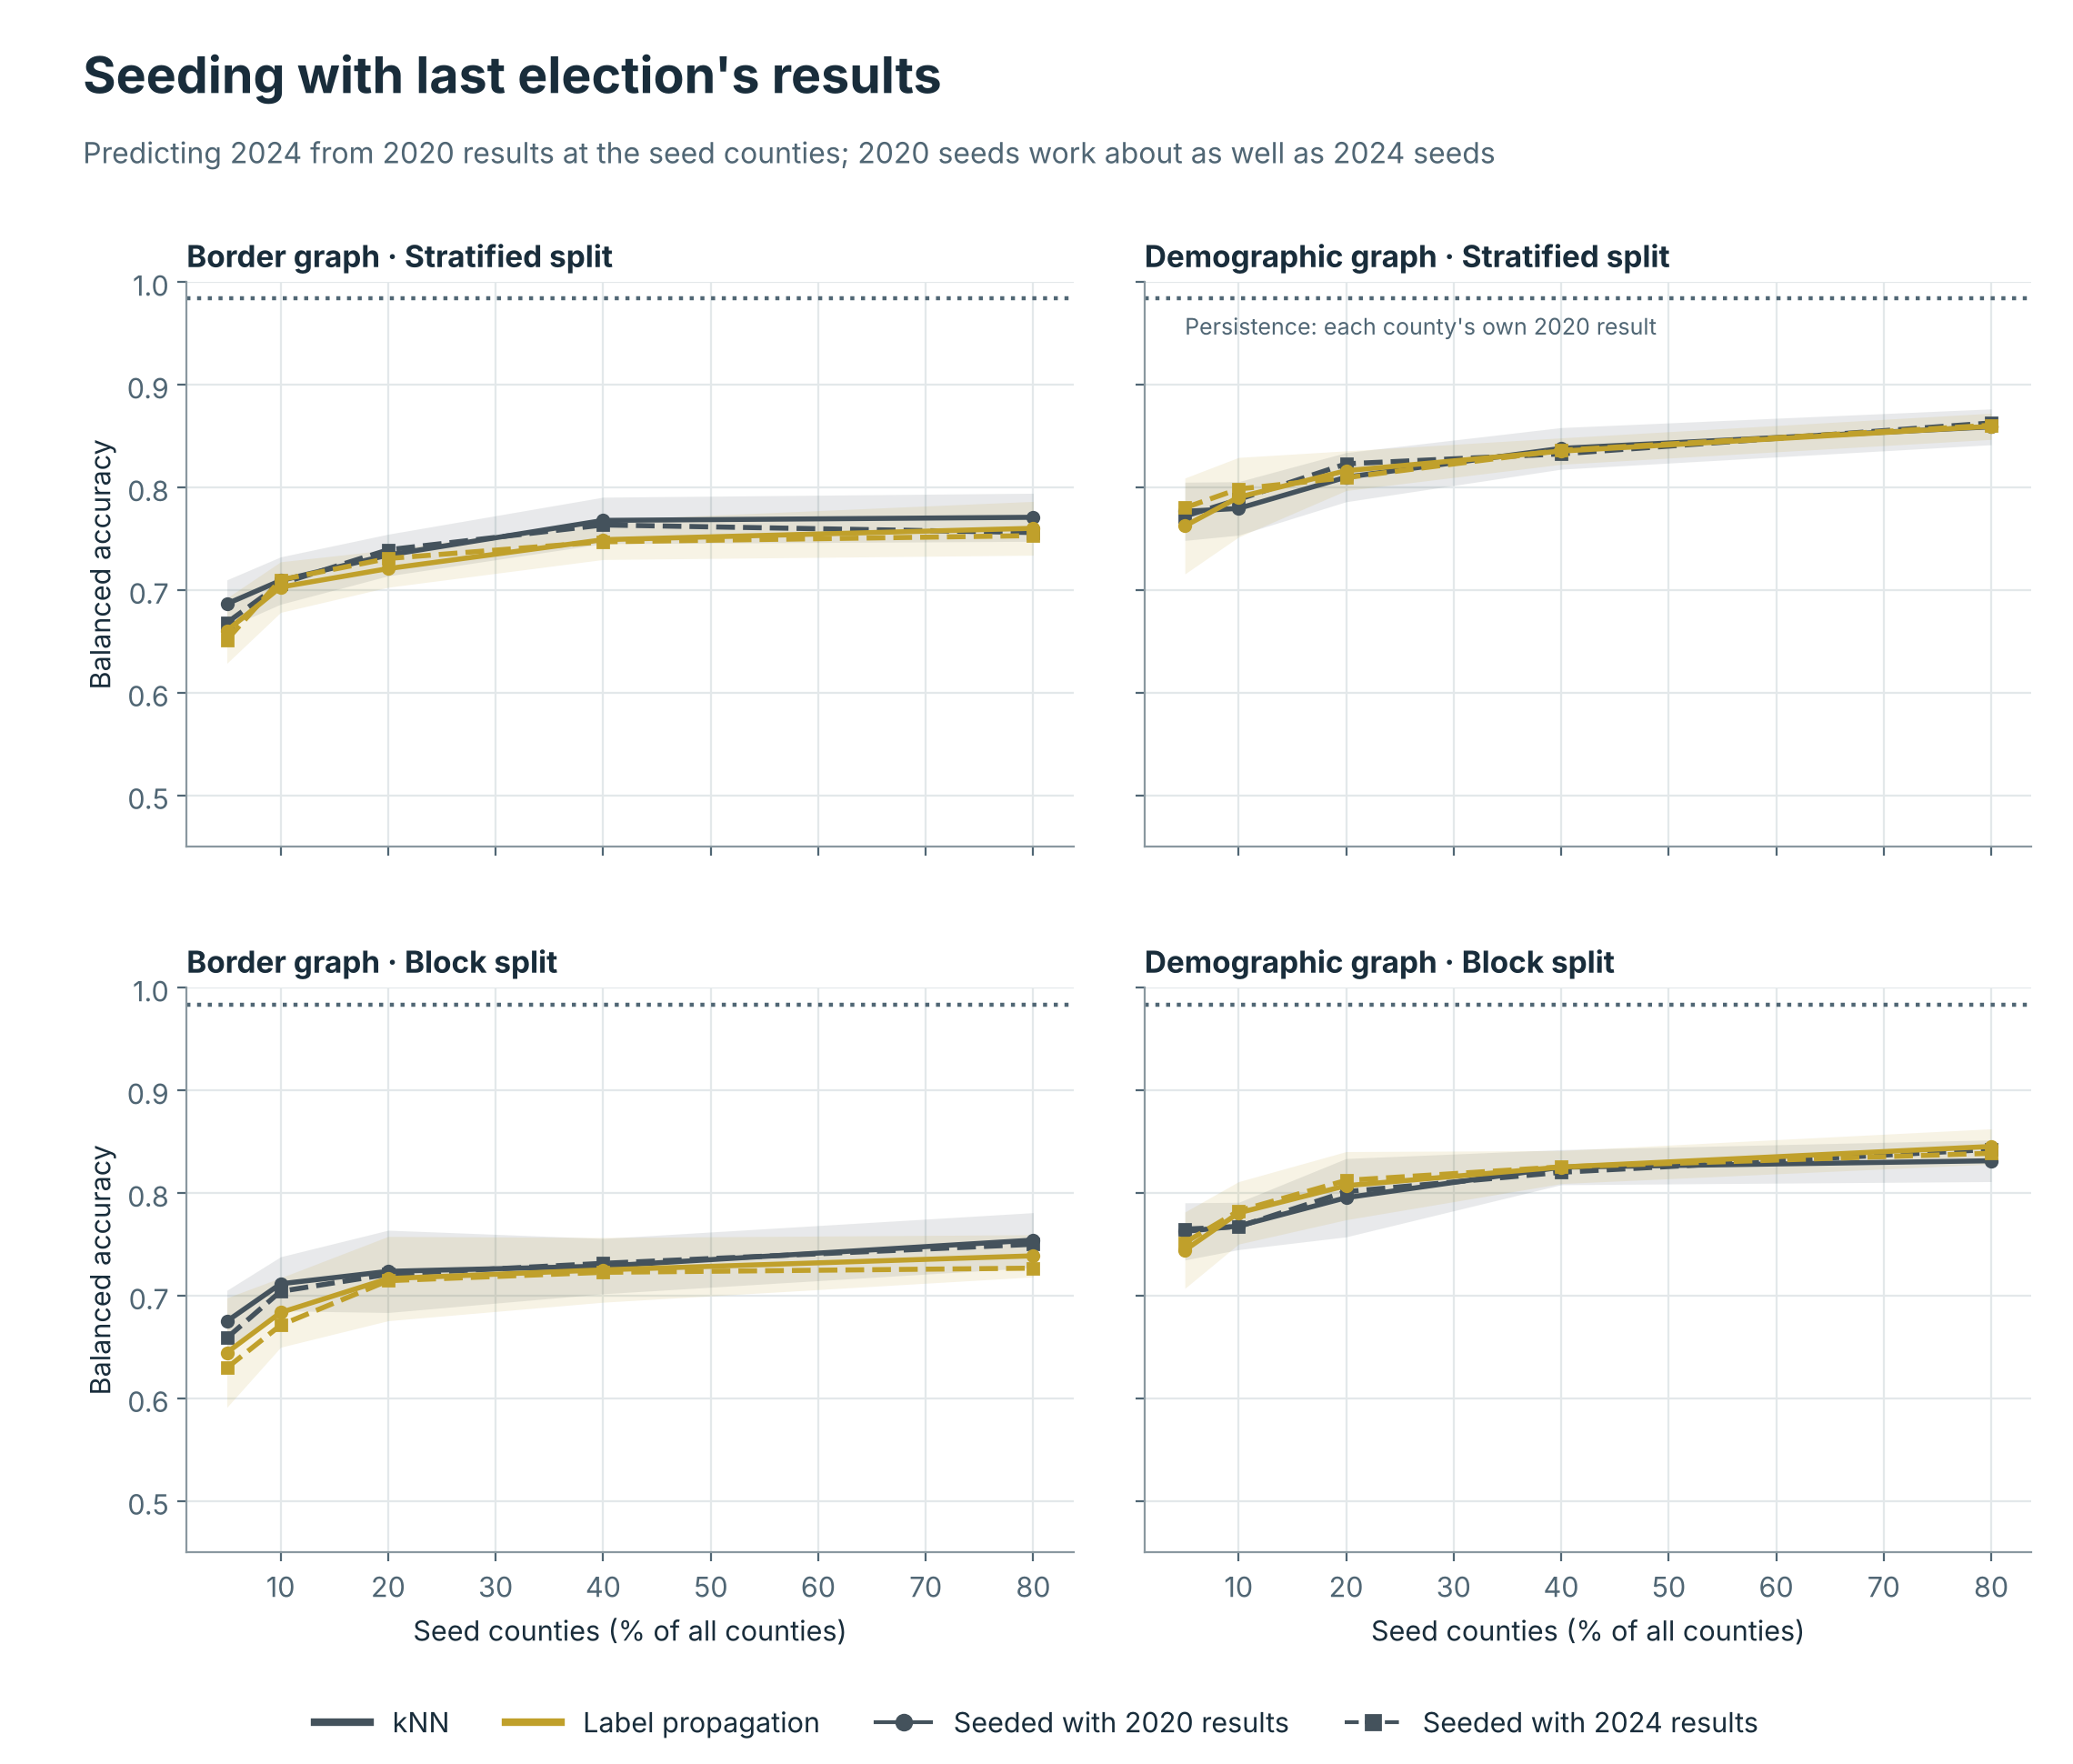 Seeding with last election's results
Predicting 2024 from 2020 results at the seed counties; 2020 seeds work about as well as 2024 seeds
Border graph · Stratified split
1.0
0.9
0.8
0.7
0.6
0.5
Balanced accuracy
Demographic graph · Stratified split
Persistence: each county's own 2020 result
Border graph · Block split
1.0
0.9
0.8
0.7
0.6
0.5
Balanced accuracy
10 20 30 40 50 60 70 80
Seed counties (% of all counties)
Demographic graph · Block split
10 20 30 40 50 60 70 80
Seed counties (% of all counties)
kNN Label propagation Seeded with 2020 results Seeded with 2024 results